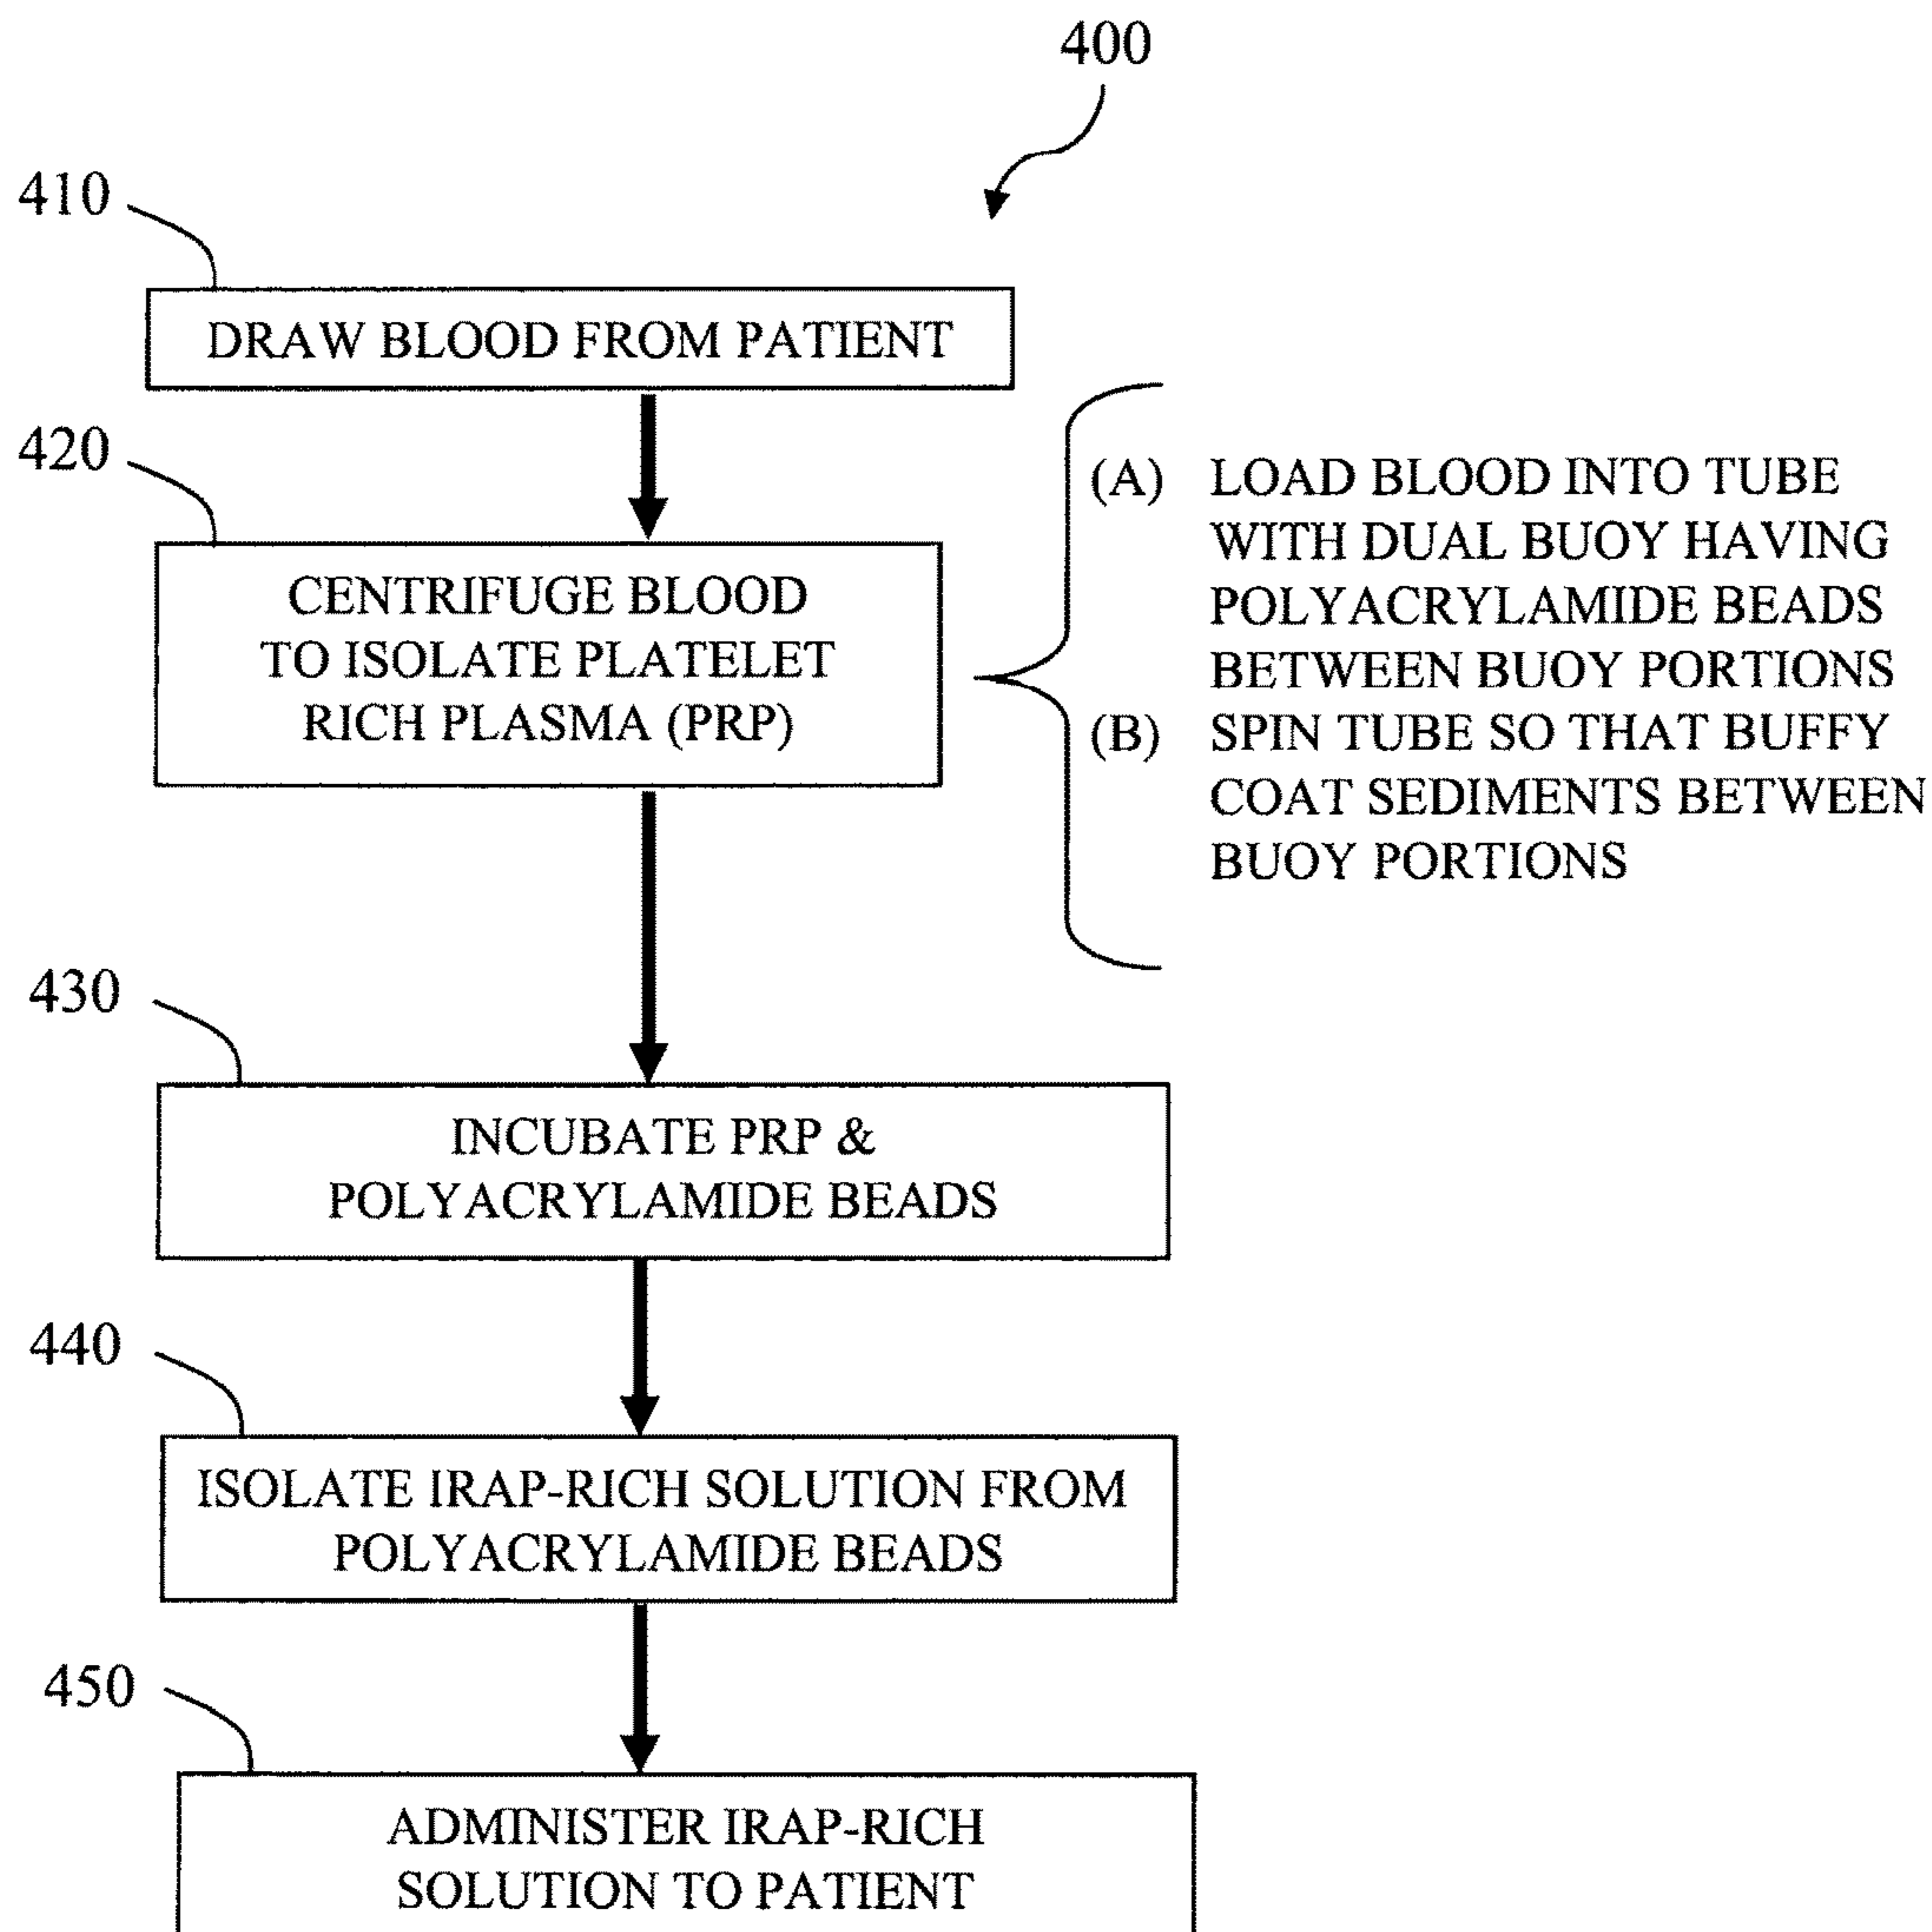 400
410
DRAW BLOOD FROM PATIENT
420
CENTRIFUGE BLOOD
TO ISOLATE PLATELET
RICH PLASMA (PRP)
(A) LOAD BLOOD INTO TUBE
WITH DUAL BUOY HAVING
POLYACRYLAMIDE BEADS
BETWEEN BUOY PORTIONS
(B) SPIN TUBE SO THAT BUFFY
COAT SEDIMENTS BETWEEN
BUOY PORTIONS
430
INCUBATE PRP &
POLYACRYLAMIDE BEADS
440
ISOLATE IRAP-RICH SOLUTION FROM
POLYACRYLAMIDE BEADS
450
ADMINISTER IRAP-RICH
SOLUTION TO PATIENT